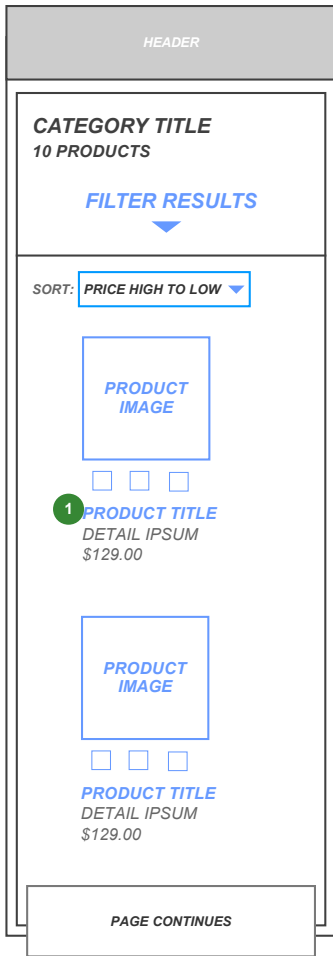 HEADER
CATEGORY TITLE
10 PRODUCTS
FILTER RESULTS
SORT: PRICE HIGH TO LOW
PRODUCT
IMAGE
1 PRODUCT TITLE
DETAIL IPSUM
$129.00
PRODUCT
IMAGE
PRODUCT TITLE
DETAIL IPSUM
$129.00
PAGE CONTINUES